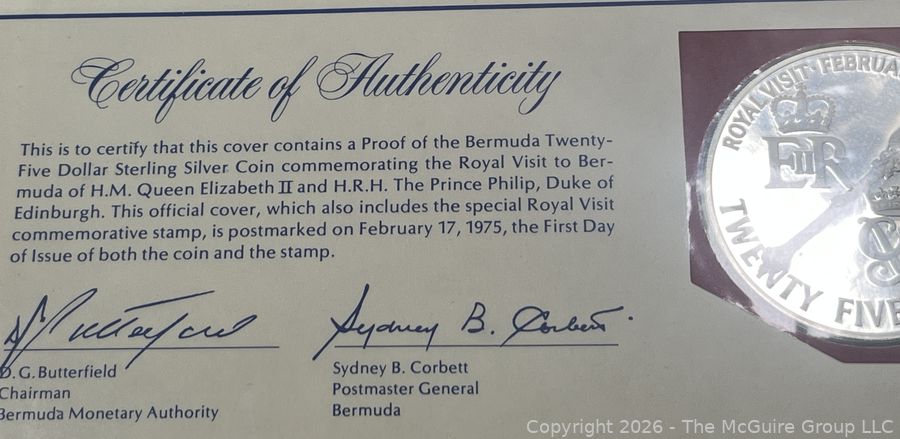 Certificate of Authenticity
This is to certify that this cover contains a Proof of the Bermuda Twenty-
Five Dollar Sterling Silver Coin commemorating the Royal Visit to Ber-
muda of H.M. Queen Elizabeth II and H.R.H. The Prince Philip, Duke of
Edinburgh. This official cover, which also includes the special Royal Visit
commemorative stamp, is postmarked on February 17, 1975, the First Day
of Issue of both the coin and the stamp.
D. G. Butterfield
Sydney B. Corbett
D. G. Butterfield
Chairman
Bermuda Monetary Authority
Sydney B. Corbett
Postmaster General
Bermuda
ROYAL VISIT FEBRUA
EIIR
TWENTY FIVE
Copyright 2026 - The McGuire Group LLC